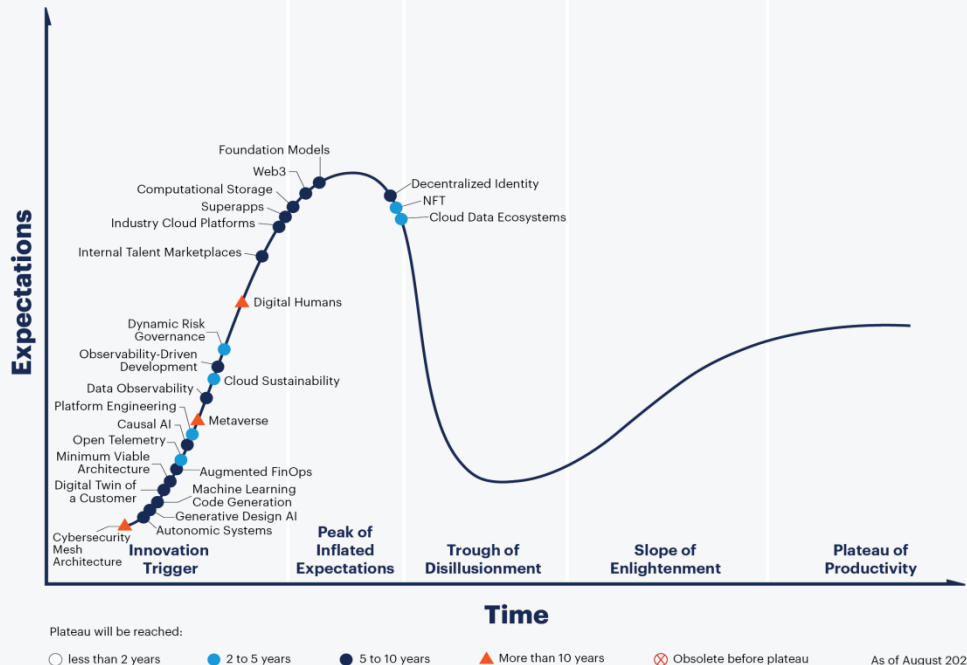 Expectations
Foundation Models
Web3
Computational Storage
Superapps
Industry Cloud Platforms
Internal Talent Marketplaces
Decentralized Identity
NFT
Cloud Data Ecosystems
Digital Humans
Dynamic Risk
Governance
Observability-Driven
Development
Cloud Sustainability
Data Observability
Platform Engineering
Metaverse
Causal AI
Open Telemetry
Minimum Viable
Architecture
Augmented FinOps
Digital Twin of
a Customer
Machine Learning
Code Generation
Generative Design AI
Autonomic Systems
Cybersecurity
Mesh
Architecture
Innovation
Trigger
Peak of
Inflated
Expectations
Trough of
Disillusionment
Slope of
Enlightenment
Plateau of
Productivity
Time
Plateau will be reached:
less than 2 years
2 to 5 years
5 to 10 years
More than 10 years
Obsolete before plateau
As of August 202